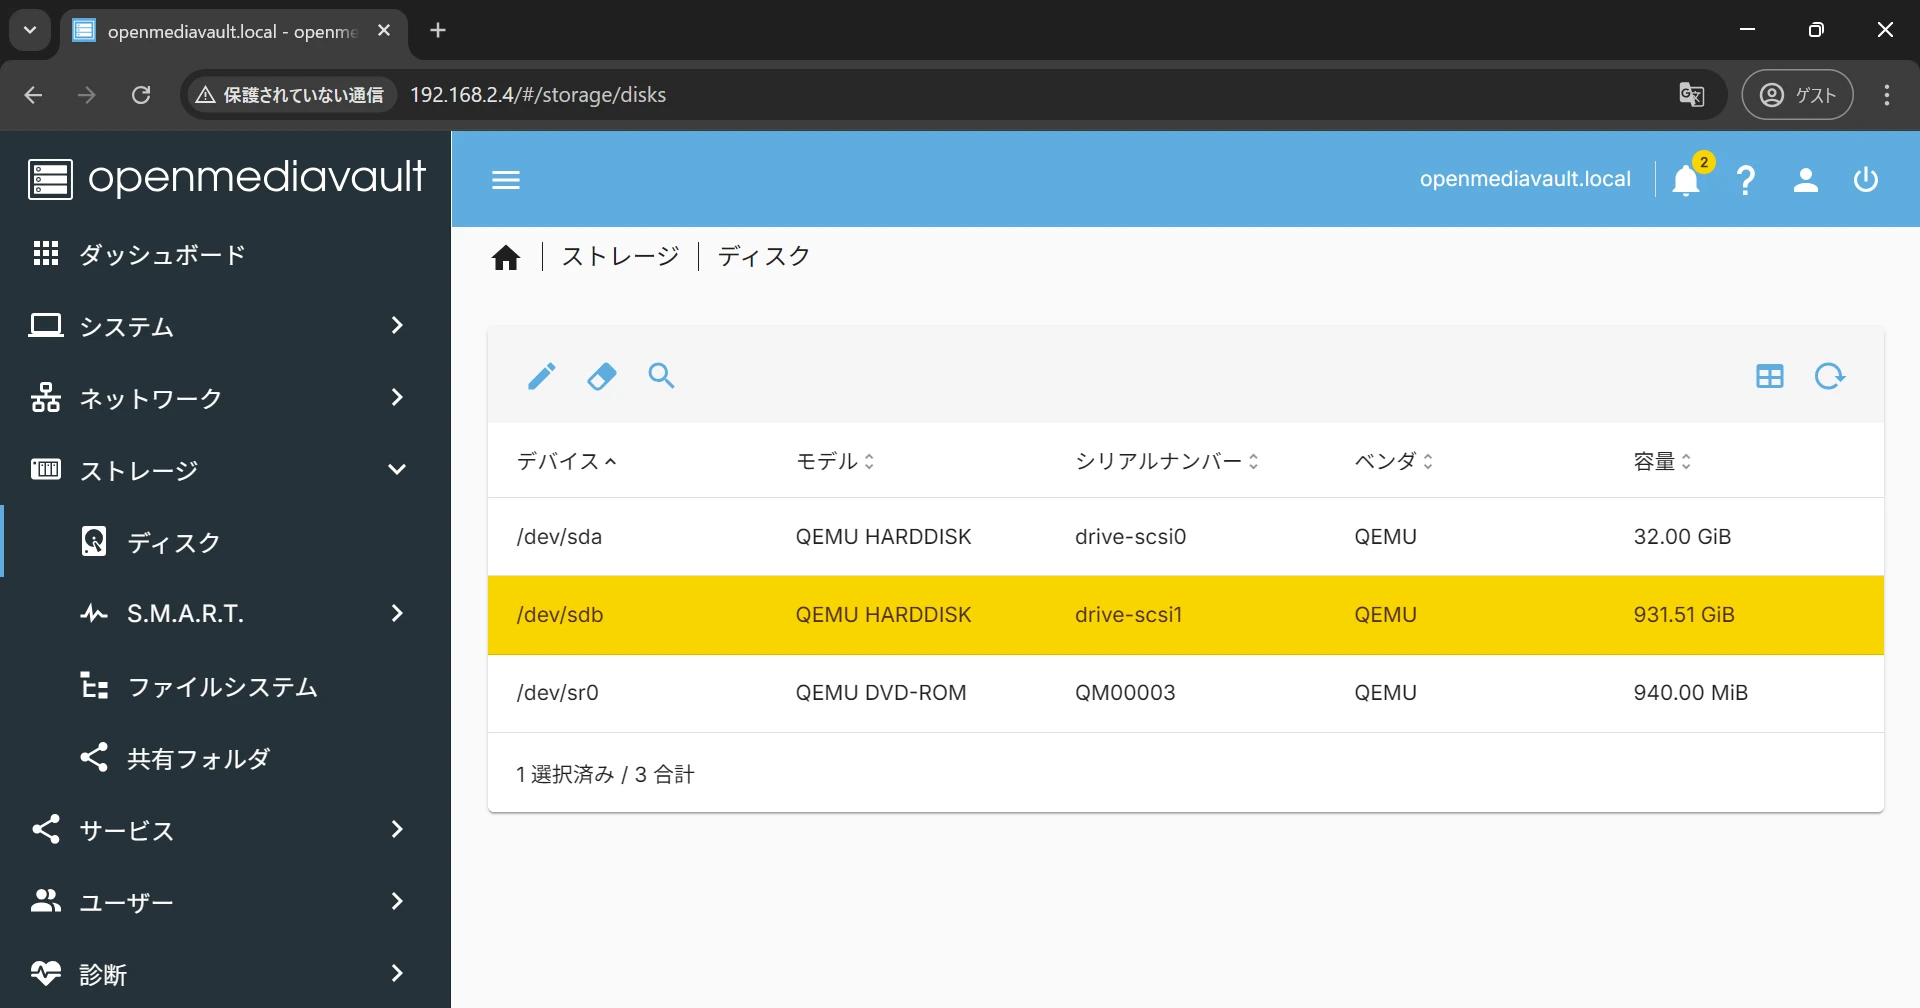 openmediavault.local - openme
保護されていない通信 192.168.2.4/#/storage/disks ゲスト
openmediavault
openmediavault.local 2
ダッシュボード
システム
ネットワーク
ストレージ
ディスク
S.M.A.R.T.
ファイルシステム
共有フォルダ
サービス
ユーザー
診断
ストレージ | ディスク
デバイス モデル シリアルナンバー ベンダ 容量
/dev/sda QEMU HARDDISK drive-scsi0 QEMU 32.00 GiB
/dev/sdb QEMU HARDDISK drive-scsi1 QEMU 931.51 GiB
/dev/sr0 QEMU DVD-ROM QM00003 QEMU 940.00 MiB
1 選択済み / 3 合計